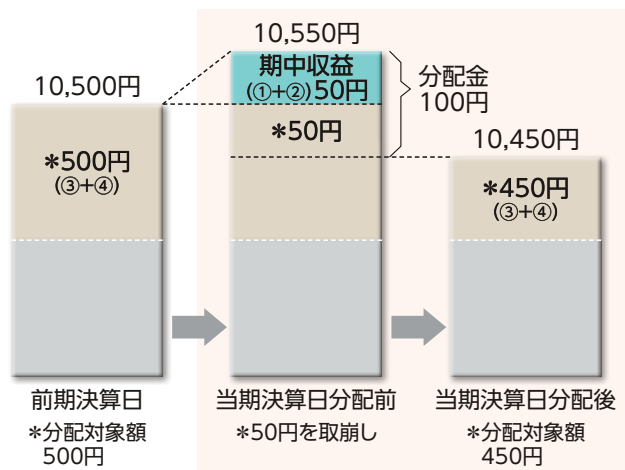 10,500円
*500円
(③+④)
前期決算日
*分配対象額
500円
10,550円
期中収益
(①+②)50円
*50円
分配金
100円
当期決算日分配前
*50円を取崩し
10,450円
*450円
(③+④)
当期決算日分配後
*分配対象額
450円